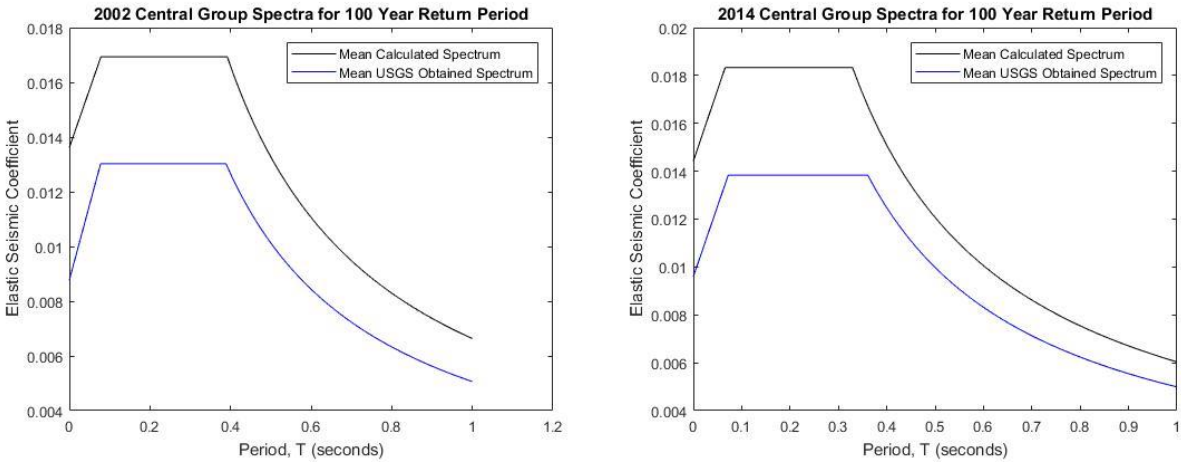 2002 Central Group Spectra for 100 Year Return Period
0.018
0.016
0.014
0.012
0.01
0.008
0.006
0.004
Elastic Seismic Coefficient
Mean Calculated Spectrum
Mean USGS Obtained Spectrum
0 0.2 0.4 0.6 0.8 1 1.2
Period, T (seconds)
2014 Central Group Spectra for 100 Year Return Period
0.02
0.018
0.016
0.014
0.012
0.01
0.008
0.006
0.004
Elastic Seismic Coefficient
Mean Calculated Spectrum
Mean USGS Obtained Spectrum
0 0.1 0.2 0.3 0.4 0.5 0.6 0.7 0.8 0.9 1
Period, T (seconds)